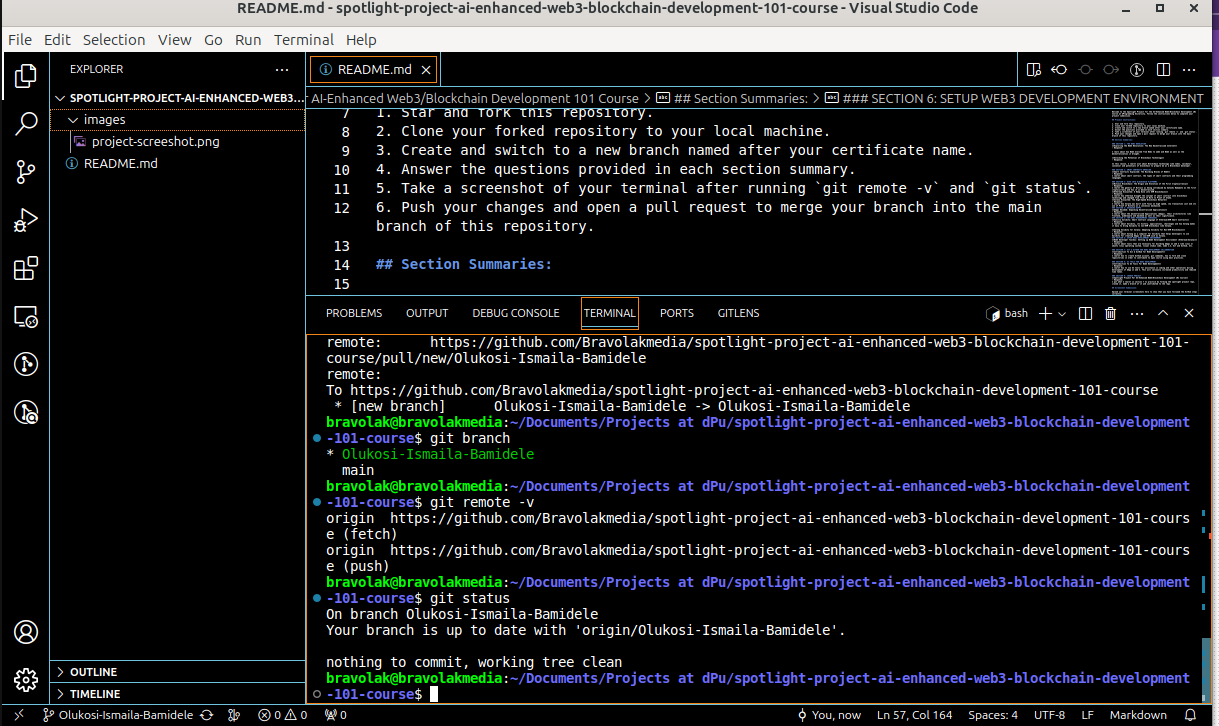 README.md - spotlight-project-ai-enhanced-web3-blockchain-development-101-course - Visual Studio Code
File Edit Selection View Go Run Terminal Help
EXPLORER
SPOTLIGHT-PROJECT-AI-ENHANCED-WEB3...
images
project-screeshot.png
README.md
OUTLINE
TIMELINE
README.md
AI-Enhanced Web3/Blockchain Development 101 Course > ## Section Summaries: > ### SECTION 6: SETUP WEB3 DEVELOPMENT ENVIRONMENT
7 1. Star and fork this repository.
8 2. Clone your forked repository to your local machine.
9 3. Create and switch to a new branch named after your certificate name.
10 4. Answer the questions provided in each section summary.
11 5. Take a screenshot of your terminal after running `git remote -v` and `git status`.
12 6. Push your changes and open a pull request to merge your branch into the main
branch of this repository.
13
14 ## Section Summaries:
15
PROBLEMS OUTPUT DEBUG CONSOLE TERMINAL PORTS GITLENS
bash
remote:      https://github.com/Bravolakmedia/spotlight-project-ai-enhanced-web3-blockchain-development-101-
course/pull/new/Olukosi-Ismaila-Bamidele
remote:
To https://github.com/Bravolakmedia/spotlight-project-ai-enhanced-web3-blockchain-development-101-course
* [new branch]      Olukosi-Ismaila-Bamidele -> Olukosi-Ismaila-Bamidele
bravolak@bravolakmedia:~/Documents/Projects at dPu/spotlight-project-ai-enhanced-web3-blockchain-development
-101-course$ git branch
* Olukosi-Ismaila-Bamidele
main
bravolak@bravolakmedia:~/Documents/Projects at dPu/spotlight-project-ai-enhanced-web3-blockchain-development
-101-course$ git remote -v
origin  https://github.com/Bravolakmedia/spotlight-project-ai-enhanced-web3-blockchain-development-101-cours
e (fetch)
origin  https://github.com/Bravolakmedia/spotlight-project-ai-enhanced-web3-blockchain-development-101-cours
e (push)
bravolak@bravolakmedia:~/Documents/Projects at dPu/spotlight-project-ai-enhanced-web3-blockchain-development
-101-course$ git status
On branch Olukosi-Ismaila-Bamidele
Your branch is up to date with 'origin/Olukosi-Ismaila-Bamidele'.
nothing to commit, working tree clean
bravolak@bravolakmedia:~/Documents/Projects at dPu/spotlight-project-ai-enhanced-web3-blockchain-development
-101-course$
Olukosi-Ismaila-Bamidele 0 0 0 You, now Ln 57, Col 164 Spaces: 4 UTF-8 LF Markdown